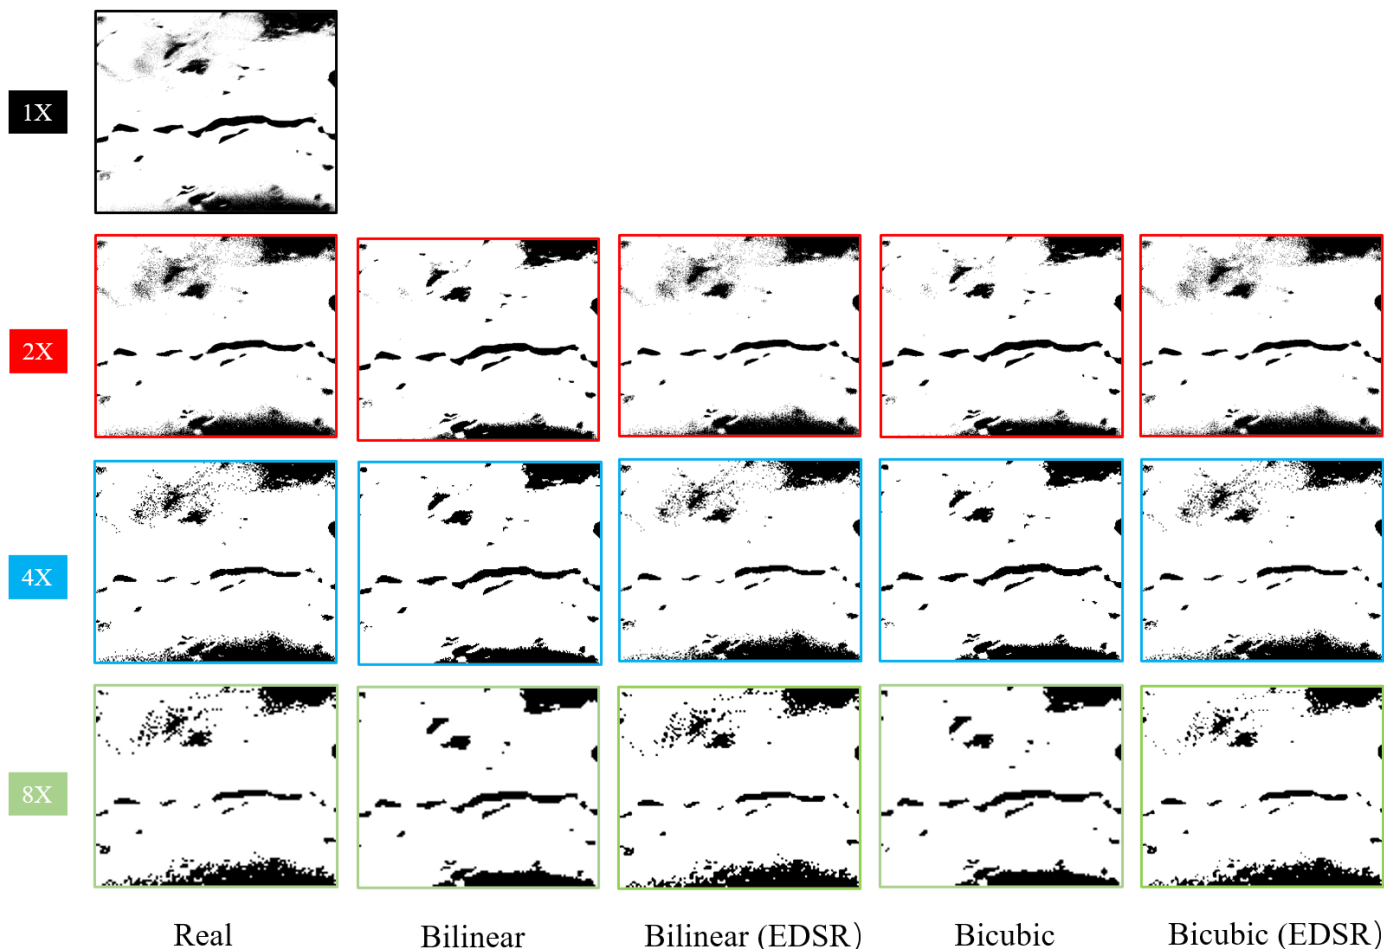 1X
2X
4X
8X
Real
Bilinear
Bilinear (EDSR)
Bicubic
Bicubic (EDSR)